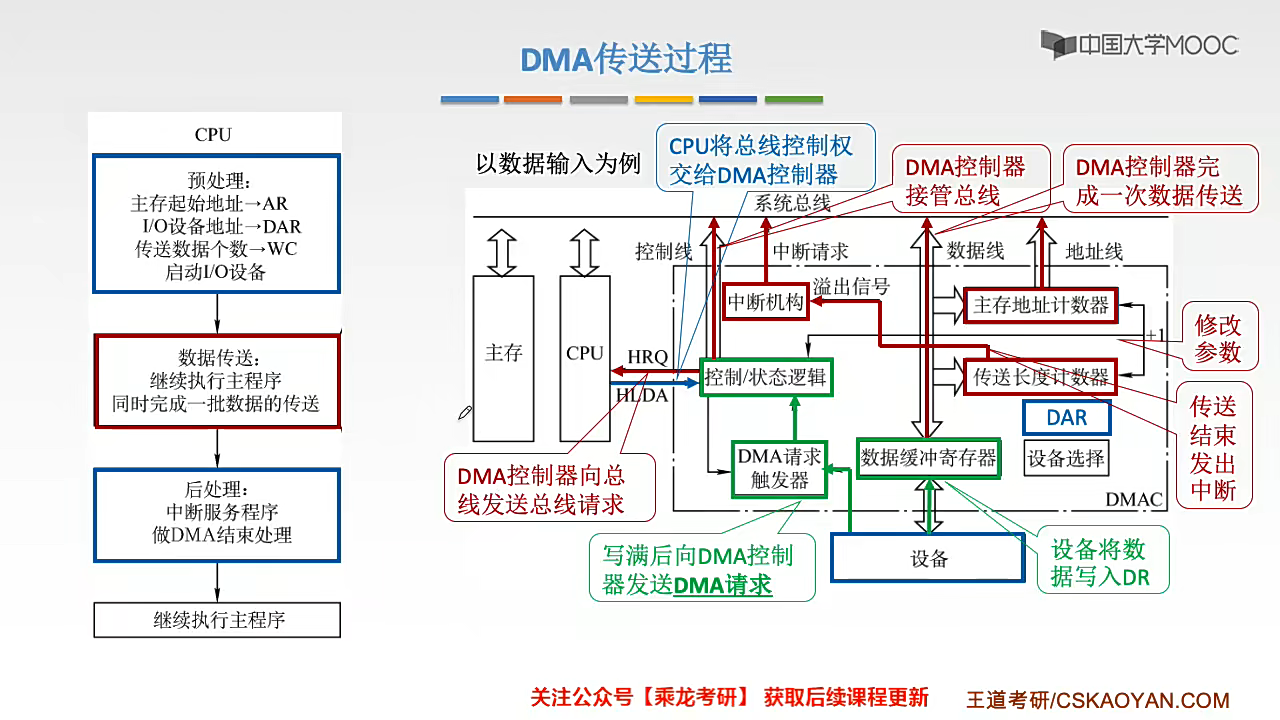 DMA传送过程
中国大学MOOC
CPU
预处理：
主存起始地址→AR
I/O设备地址→DAR
传送数据个数→WC
启动I/O设备
数据传送：
继续执行主程序
同时完成一批数据的传送
后处理：
中断服务程序
做DMA结束处理
继续执行主程序
以数据输入为例
CPU将总线控制权
交给DMA控制器
DMA控制器
接管总线
DMA控制器完
成一次数据传送
系统总线
控制线
中断请求
数据线
地址线
溢出信号
中断机构
主存地址计数器
+1
修改
参数
主存
CPU
HRQ
HLDA
控制/状态逻辑
传送长度计数器
DAR
传送
结束
发出
中断
DMA请求
触发器
数据缓冲寄存器
设备选择
DMAC
DMA控制器向总
线发送总线请求
写满后向DMA控制
器发送DMA请求
设备
设备将数
据写入DR
关注公众号【乘龙考研】 获取后续课程更新
王道考研/CSKAOYAN.COM